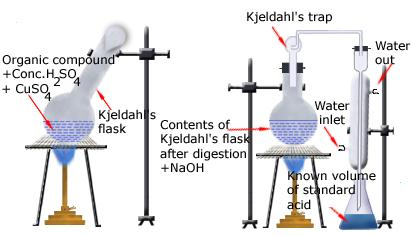 Organic compound
+Conc.H2SO4
+ CuSO4
Kjeldahl's
flask
Kjeldahl's trap
Water
out
Water
inlet
Contents of
Kjeldahl's flask
after digestion
+NaOH
Known volume
of standard
acid